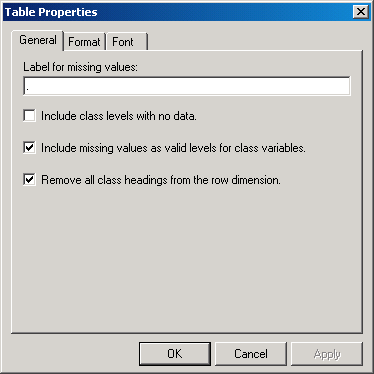 Table Properties
General Format Font
Label for missing values:
.
Include class levels with no data.
Include missing values as valid levels for class variables.
Remove all class headings from the row dimension.
OK Cancel Apply